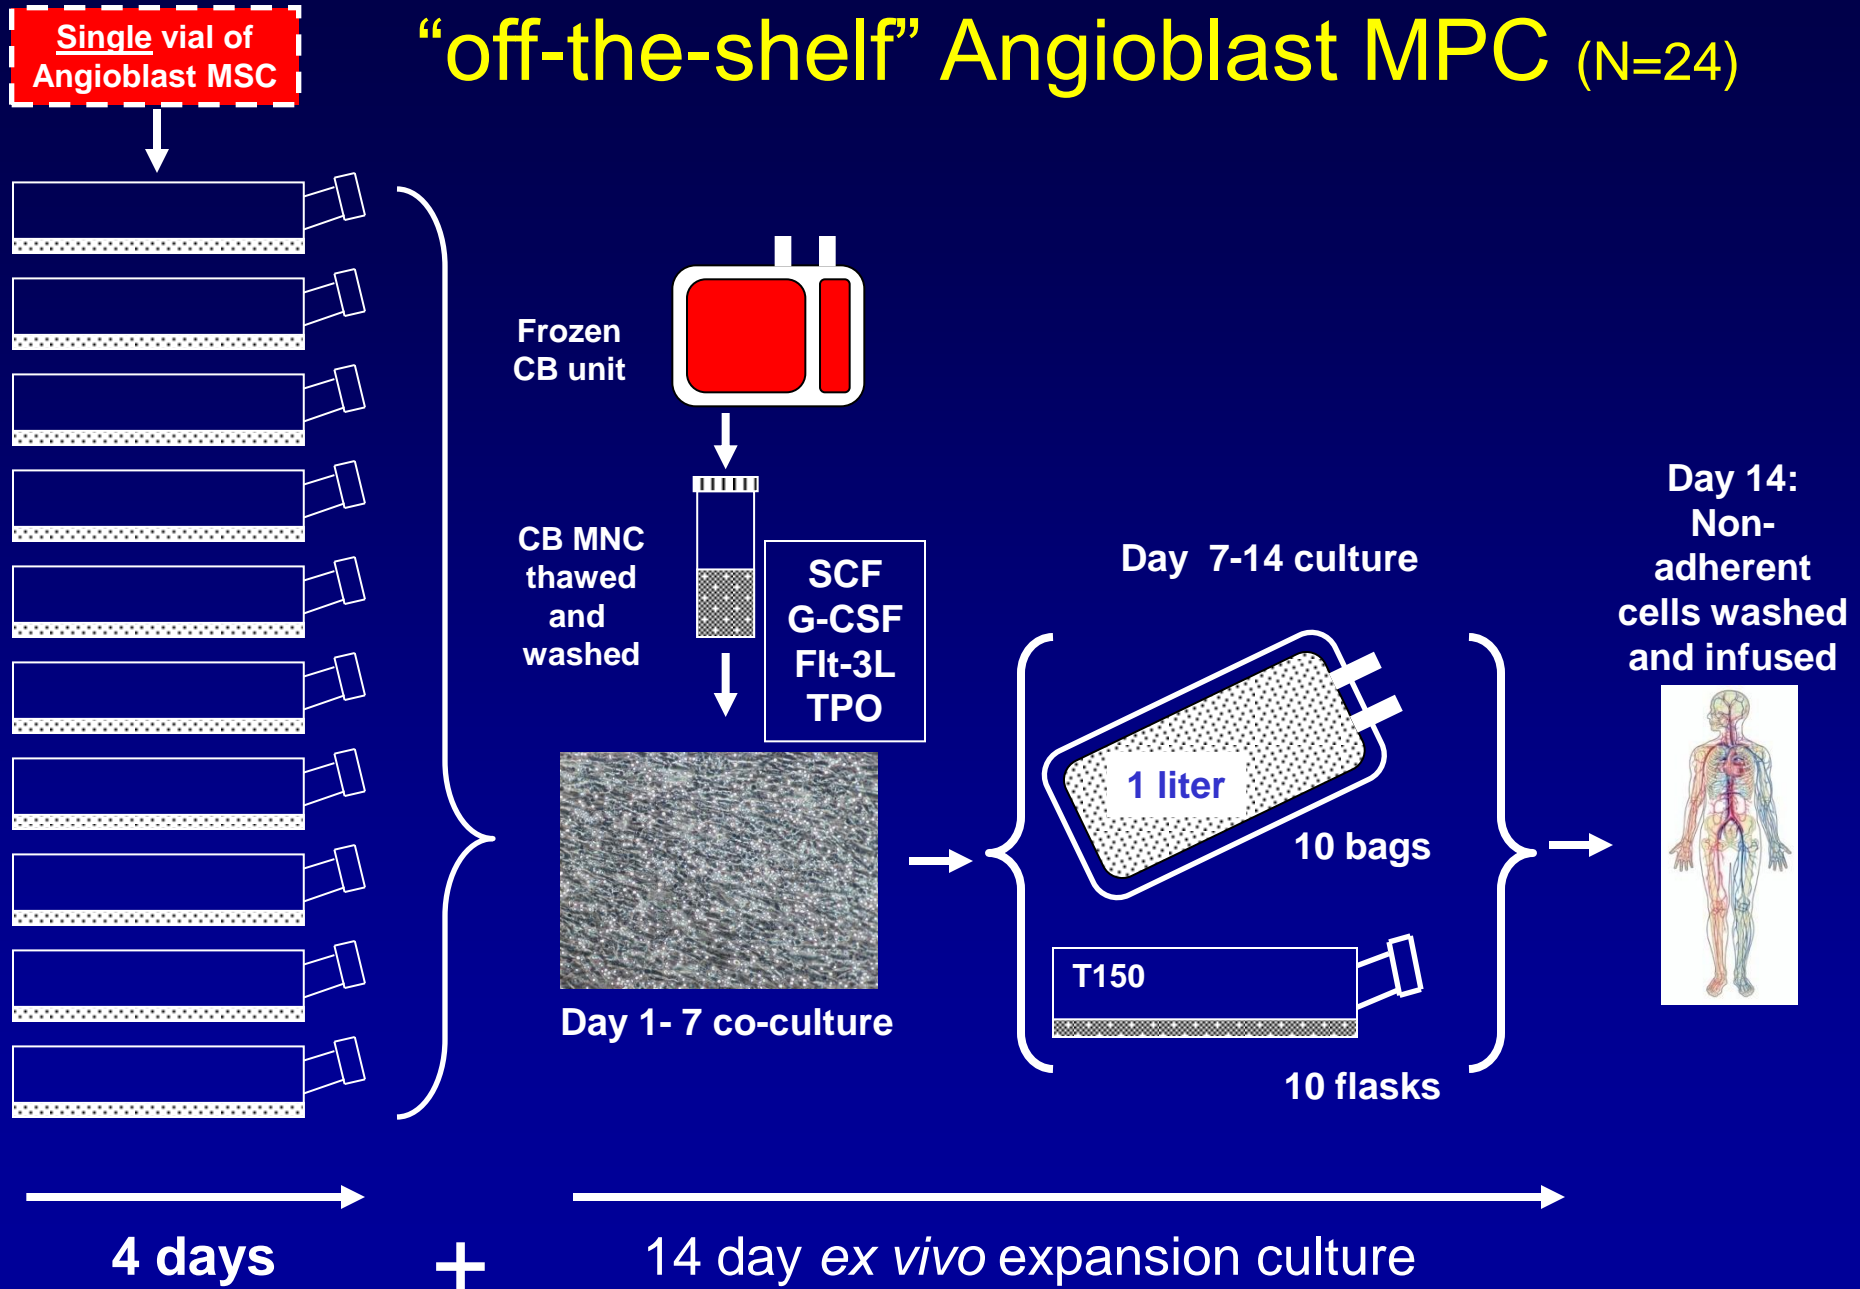 Single vial of
Angioblast MSC
“off-the-shelf” Angioblast MPC (N=24)
Frozen
CB unit
CB MNC
thawed
and
washed
SCF
G-CSF
Flt-3L
TPO
Day 1- 7 co-culture
Day 7-14 culture
1 liter
10 bags
T150
10 flasks
Day 14:
Non-
adherent
cells washed
and infused
4 days
+
14 day ex vivo expansion culture